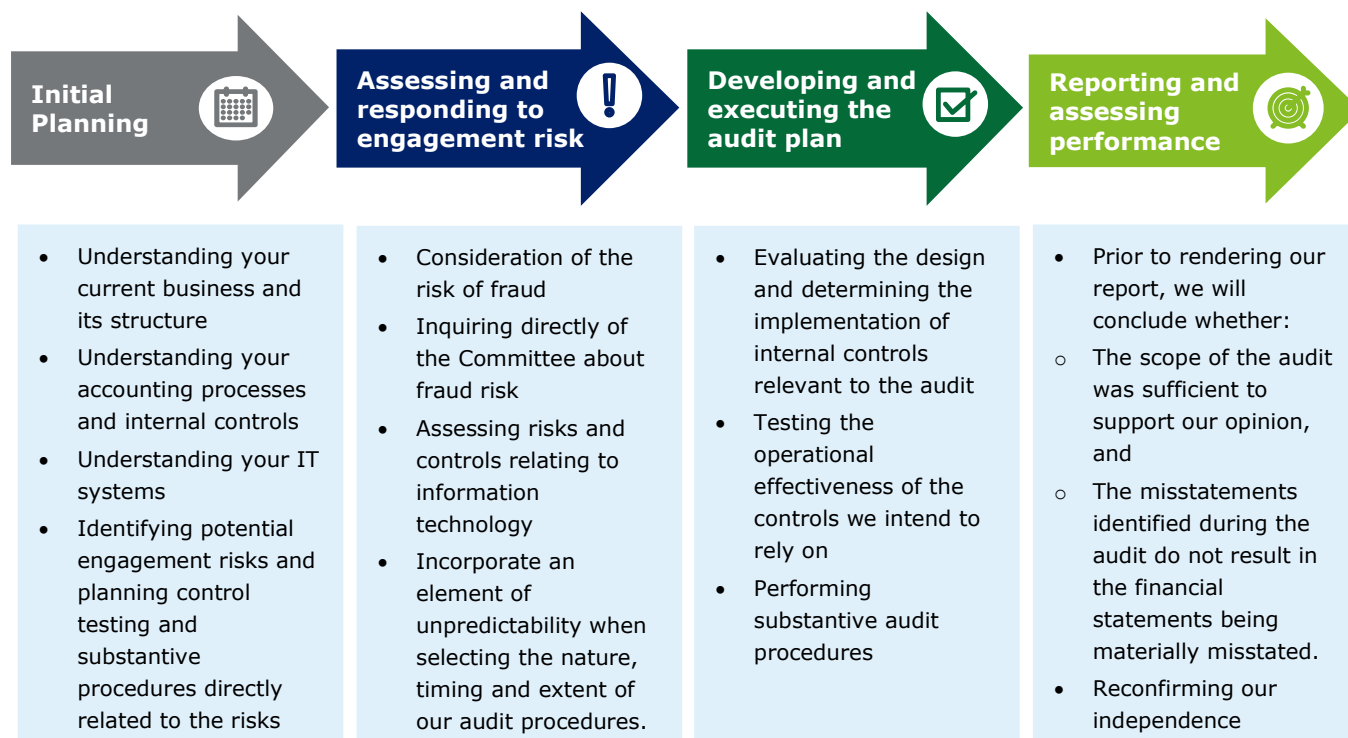 Initial
Planning
Assessing and
responding to
engagement risk
Developing and
executing the
audit plan
Reporting and
assessing
performance
• Understanding your
current business and
its structure
• Understanding your
accounting processes
and internal controls
• Understanding your IT
systems
• Identifying potential
engagement risks and
planning control
testing and
substantive
procedures directly
related to the risks
• Consideration of the
risk of fraud
• Inquiring directly of
the Committee about
fraud risk
• Assessing risks and
controls relating to
information
technology
• Incorporate an
element of
unpredictability when
selecting the nature,
timing and extent of
our audit procedures.
• Evaluating the design
and determining the
implementation of
internal controls
relevant to the audit
• Testing the
operational
effectiveness of the
controls we intend to
rely on
• Performing
substantive audit
procedures
• Prior to rendering our
report, we will
conclude whether:
o The scope of the audit
was sufficient to
support our opinion,
and
o The misstatements
identified during the
audit do not result in
the financial
statements being
materially misstated.
• Reconfirming our
independence